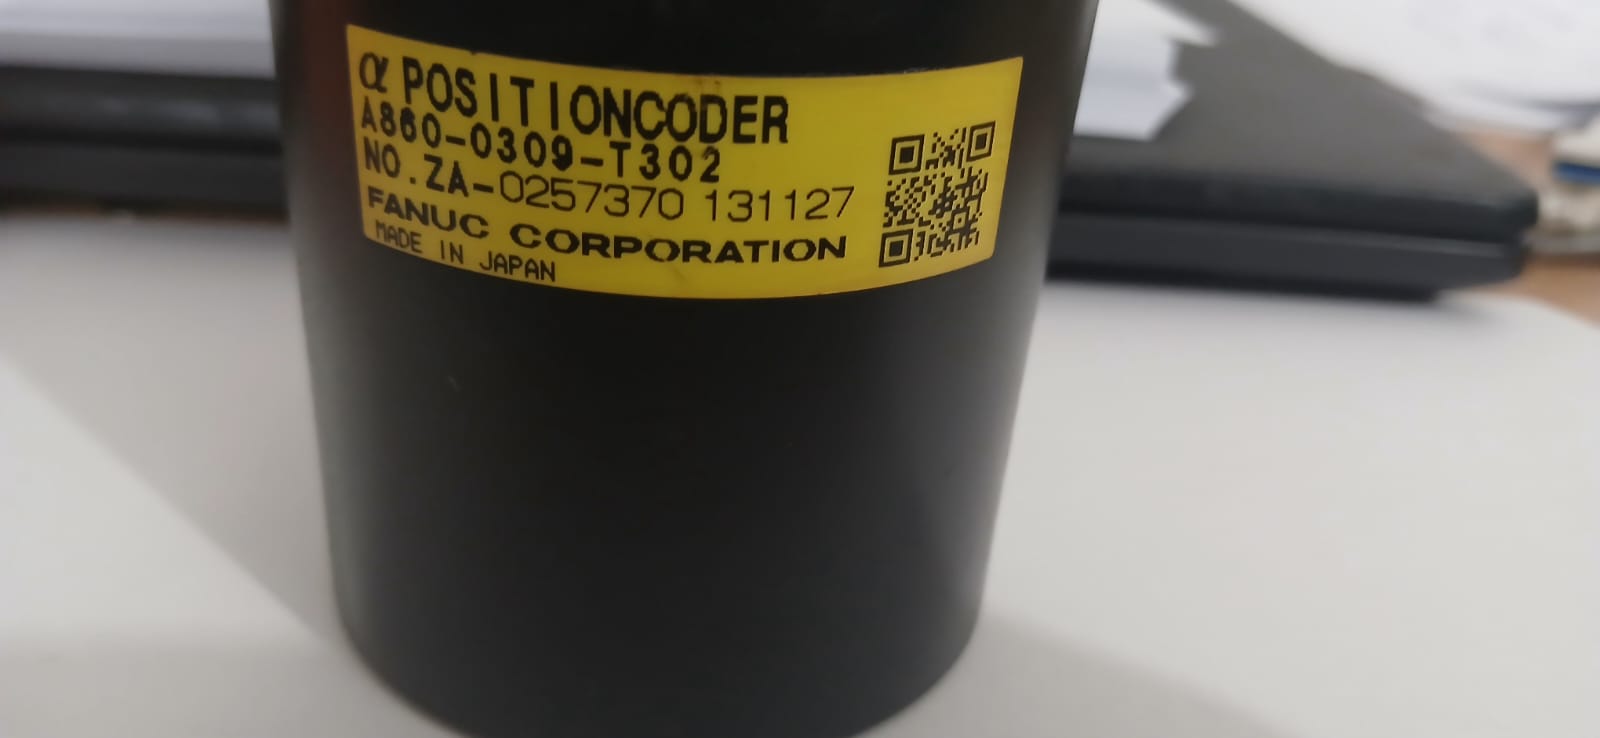 α POSITIONCODER
A860-0309-T302
NO.ZA-0257370 131127
FANUC CORPORATION
MADE IN JAPAN